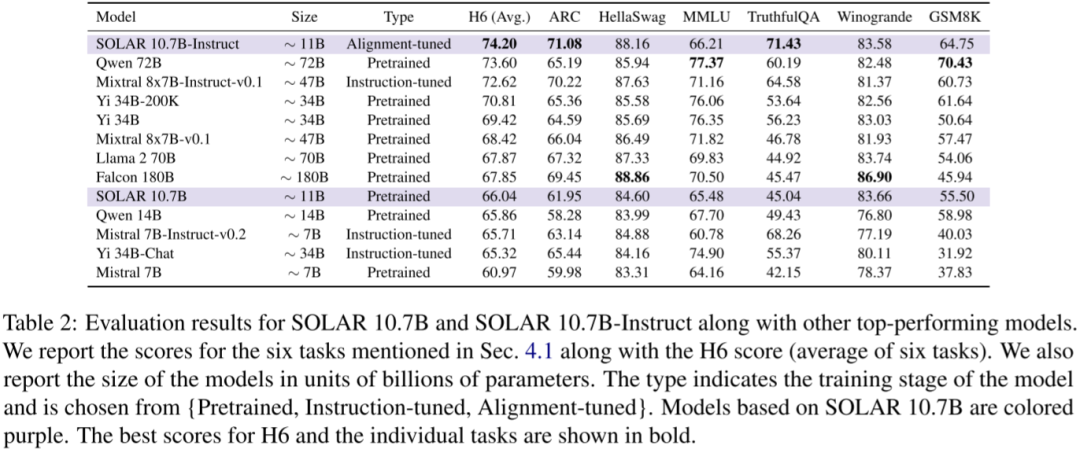 Model Size Type H6 (Avg.) ARC HellaSwag MMLU TruthfulQA Winogrande GSM8K
SOLAR 10.7B-Instruct ∼ 11B Alignment-tuned 74.20 71.08 88.16 66.21 71.43 83.58 64.75
Qwen 72B ∼ 72B Pretrained 73.60 65.19 85.94 77.37 60.19 82.48 70.43
Mixtral 8x7B-Instruct-v0.1 ∼ 47B Instruction-tuned 72.62 70.22 87.63 71.16 64.58 81.37 60.73
Yi 34B-200K ∼ 34B Pretrained 70.81 65.36 85.58 76.06 53.64 82.56 61.64
Yi 34B ∼ 34B Pretrained 69.42 64.59 85.69 76.35 56.23 83.03 50.64
Mixtral 8x7B-v0.1 ∼ 47B Pretrained 68.42 66.04 86.49 71.82 46.78 81.93 57.47
Llama 2 70B ∼ 70B Pretrained 67.87 67.32 87.33 69.83 44.92 83.74 54.06
Falcon 180B ∼ 180B Pretrained 67.85 69.45 88.86 70.50 45.47 86.90 45.94
SOLAR 10.7B ∼ 11B Pretrained 66.04 61.95 84.60 65.48 45.04 83.66 55.50
Qwen 14B ∼ 14B Pretrained 65.86 58.28 83.99 67.70 49.43 76.80 58.98
Mistral 7B-Instruct-v0.2 ∼ 7B Instruction-tuned 65.71 63.14 84.88 60.78 68.26 77.19 40.03
Yi 34B-Chat ∼ 34B Instruction-tuned 65.32 65.44 84.16 74.90 55.37 80.11 31.92
Mistral 7B ∼ 7B Pretrained 60.97 59.98 83.31 64.16 42.15 78.37 37.83
Table 2: Evaluation results for SOLAR 10.7B and SOLAR 10.7B-Instruct along with other top-performing models.
We report the scores for the six tasks mentioned in Sec. 4.1 along with the H6 score (average of six tasks). We also
report the size of the models in units of billions of parameters. The type indicates the training stage of the model
and is chosen from {Pretrained, Instruction-tuned, Alignment-tuned}. Models based on SOLAR 10.7B are colored
purple. The best scores for H6 and the individual tasks are shown in bold.